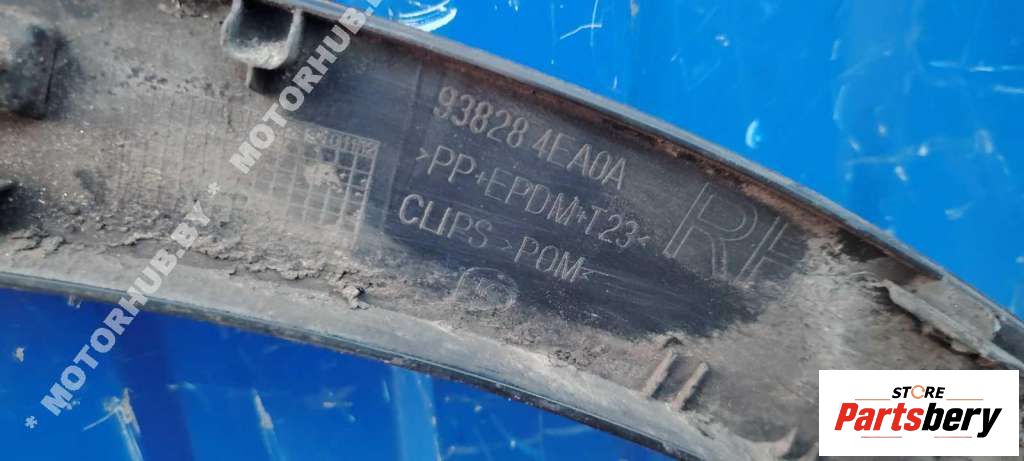 93828 4EA0A
>PP+EPDM+T23<
CLIPS >POM<
* MOTORHUB.BY * MOTORHUB.BY
STORE
Partsbery